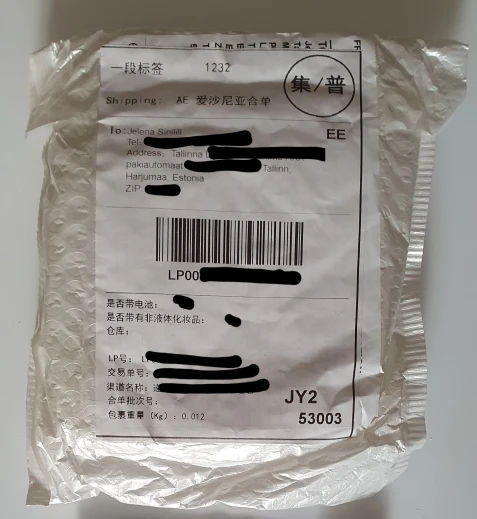 一段标签 1232
集/普
Shipping: AE 爱沙尼亚合单
To: Jelena Sinilill
EE
Tel:
Address: Tallinna
pakiautomaat Tallinn,
Harjumaa, Estonia
ZIP
LP00
是否带电池:
是否带有非液体化妆品:
仓库:
LP号:
交易单号:
渠道名称:
合单批次号:
JY2
包裹重量 (Kg) : 0.012
53003